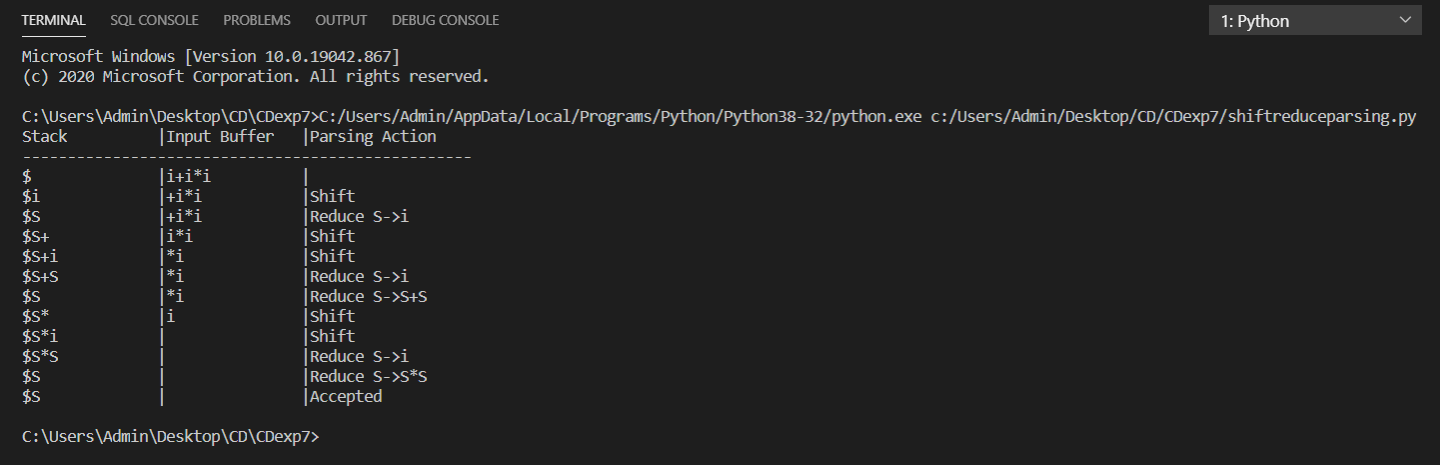 TERMINAL SQL CONSOLE PROBLEMS OUTPUT DEBUG CONSOLE 1: Python
Microsoft Windows [Version 10.0.19042.867]
(c) 2020 Microsoft Corporation. All rights reserved.
C:\Users\Admin\Desktop\CD\CDexp7>C:/Users/Admin/AppData/Local/Programs/Python/Python38-32/python.exe c:/Users/Admin/Desktop/CD/CDexp7/shiftreduceparsing.py
Stack          |Input Buffer   |Parsing Action
--------------------------------------------------
$              |i+i*i          |
$i             |+i*i           |Shift
$S             |+i*i           |Reduce S->i
$S+            |i*i            |Shift
$S+i           |*i             |Shift
$S+S           |*i             |Reduce S->i
$S             |*i             |Reduce S->S+S
$S*            |i              |Shift
$S*i           |               |Shift
$S*S           |               |Reduce S->i
$S             |               |Reduce S->S*S
$S             |               |Accepted
C:\Users\Admin\Desktop\CD\CDexp7>